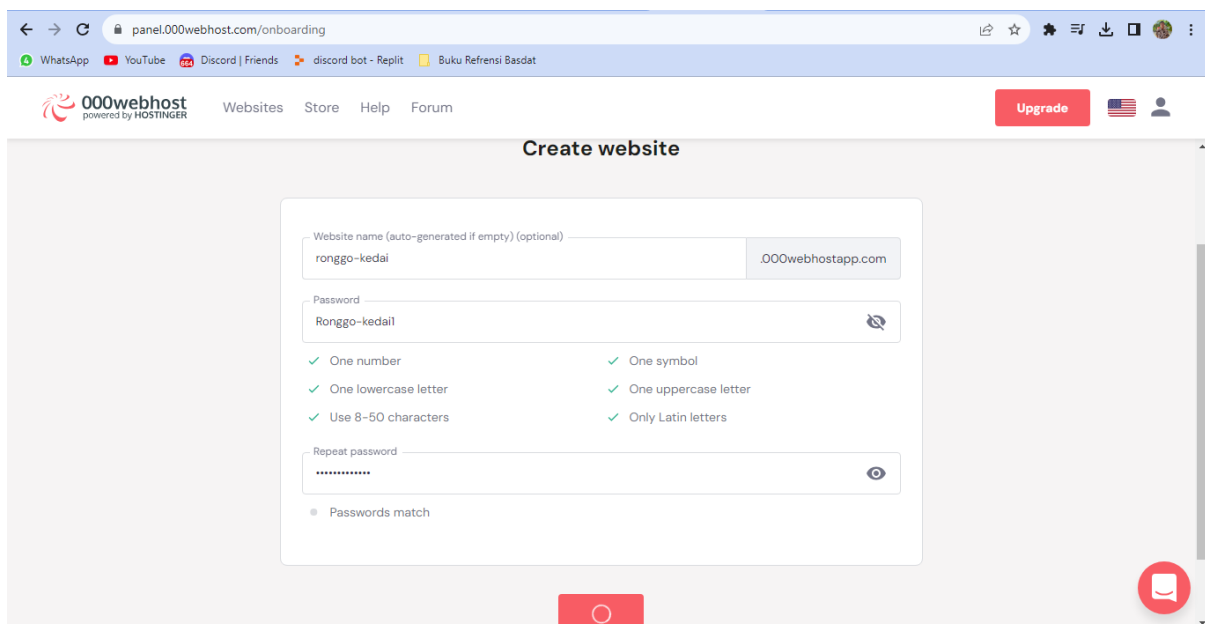 panel.000webhost.com/onboarding
WhatsApp YouTube 664 Discord | Friends discord bot - Replit Buku Refrensi Basdat
000webhost
powered by HOSTINGER
Websites Store Help Forum Upgrade
Create website
Website name (auto-generated if empty) (optional)
ronggo-kedai .000webhostapp.com
Password
Ronggo-kedai1
One number One symbol
One lowercase letter One uppercase letter
Use 8-50 characters Only Latin letters
Repeat password
•••••••••••••
Passwords match